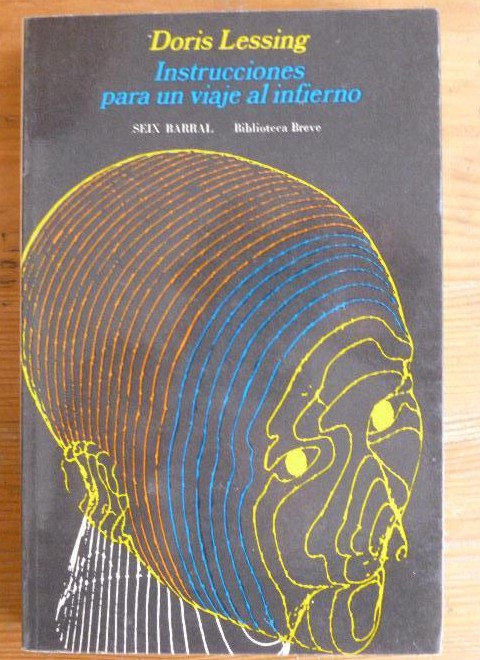 Doris Lessing
Instrucciones
para un viaje al infierno
SEIX BARRAL Biblioteca Breve